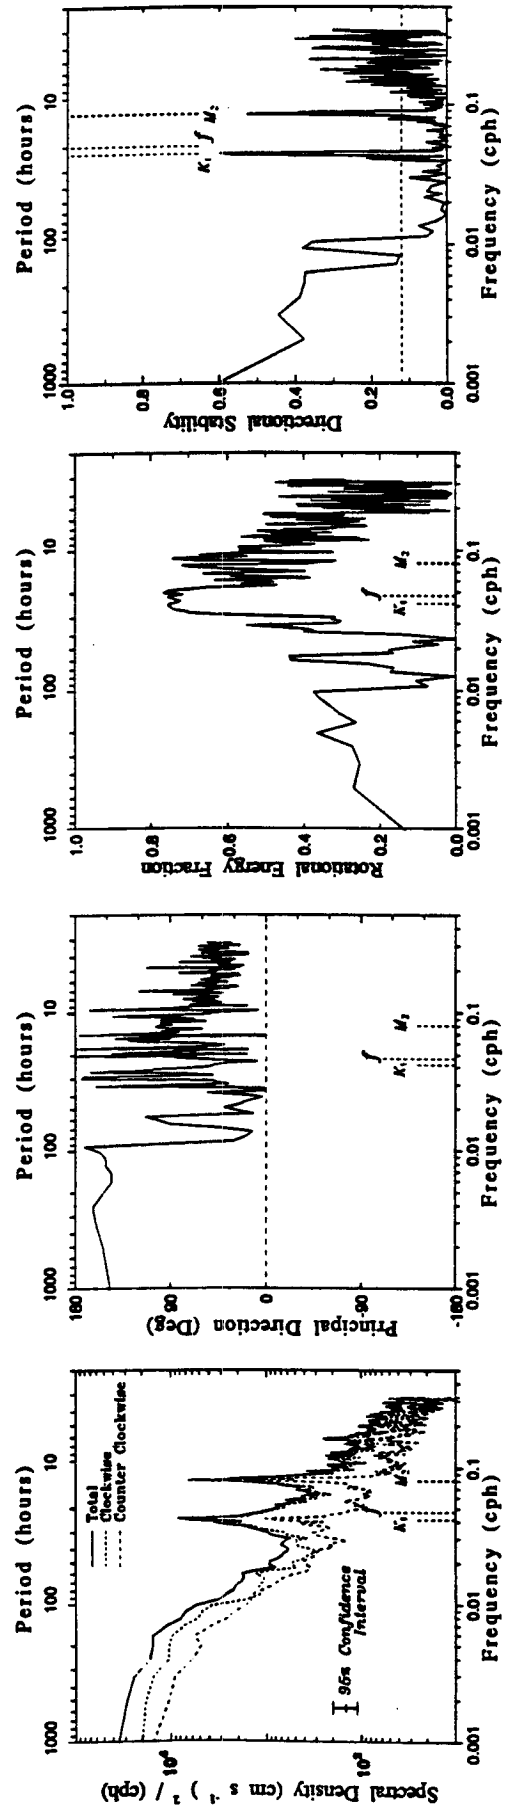 Period (hours)
1000 100 10
Spectral Density (cm s⁻¹)² / (cph)
10⁴
10²
Total
Clockwise
Counter Clockwise
95% Confidence
Interval
K₁ f M₂
0.001 0.01 0.1
Frequency (cph)
Period (hours)
1000 100 10
Principal Direction (Deg)
180
90
0
-90
-180
K₁ f M₂
0.001 0.01 0.1
Frequency (cph)
Period (hours)
1000 100 10
Rotational Energy Fraction
1.0
0.8
0.6
0.4
0.2
0.0
K₁ f M₂
0.001 0.01 0.1
Frequency (cph)
Period (hours)
1000 100 10
Directional Stability
1.0
0.8
0.6
0.4
0.2
0.0
K₁ f M₂
0.001 0.01 0.1
Frequency (cph)